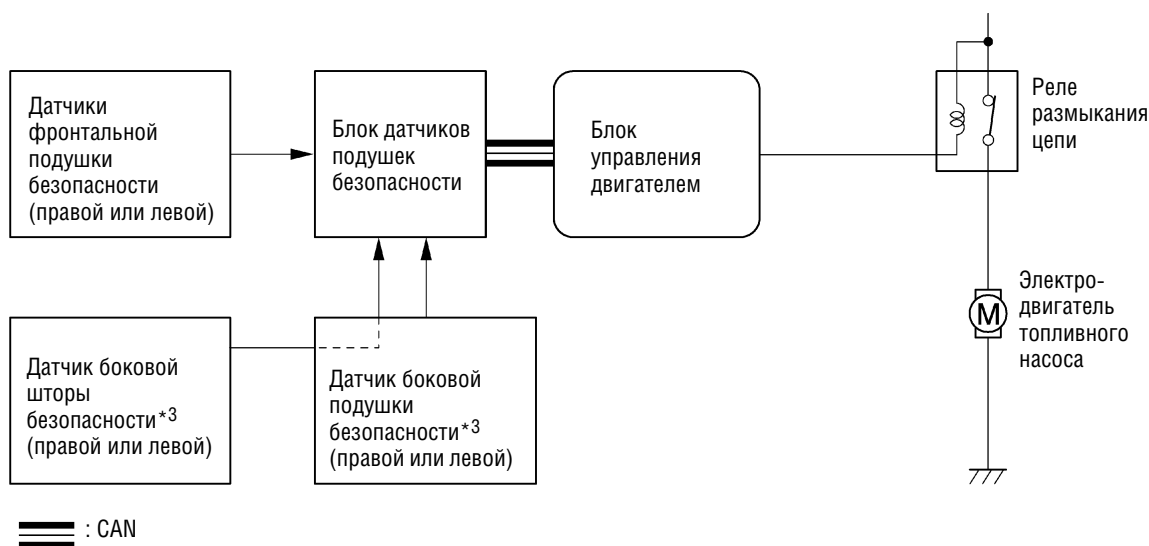 Датчики
фронтальной
подушки
безопасности
(правой или левой)
Блок датчиков
подушек
безопасности
Блок
управления
двигателем
Реле
размыкания
цепи
Электро-
двигатель
топливного
насоса
M
Датчик боковой
шторы
безопасности*3
(правой или левой)
Датчик боковой
подушки
безопасности*3
(правой или левой)
: CAN